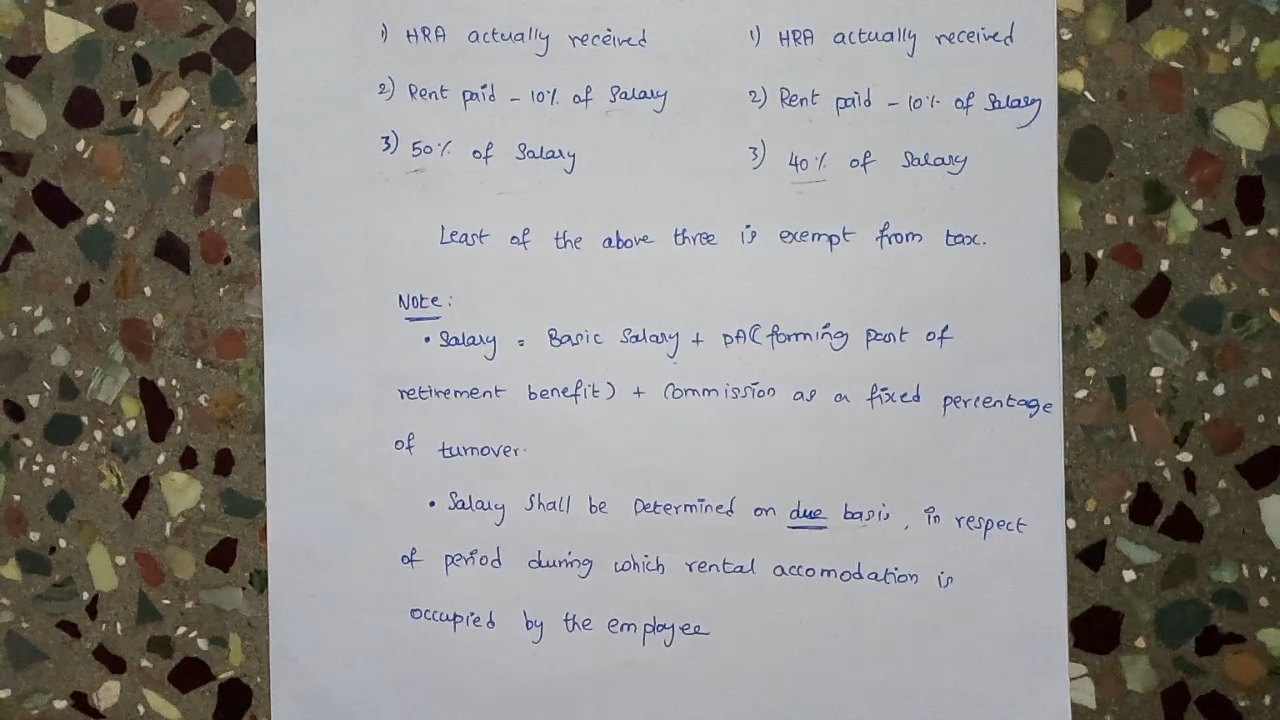 1) HRA actually received 1) HRA actually received
2) Rent paid - 10% of Salary 2) Rent paid - 10% of Salary
3) 50% of Salary 3) 40% of Salary
Least of the above three is exempt from tax.
Note:
• Salary = Basic Salary + DA (forming part of
retirement benefit) + Commission as a fixed percentage
of turnover.
• Salary Shall be Determined on due basis, in respect
of period during which rental accomodation is
occupied by the employee